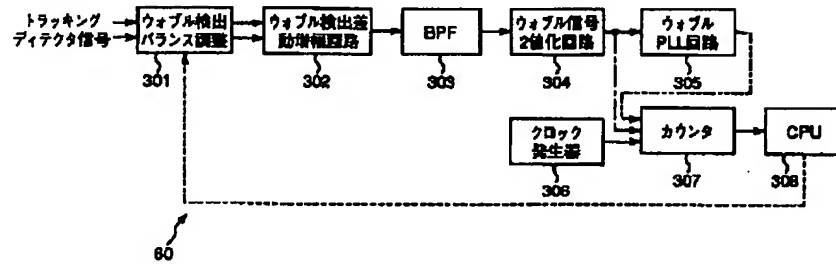 トラッキング
ディテクタ信号
ウォブル検出
バランス調整
301
ウォブル検出差
動増幅回路
302
BPF
303
ウォブル信号
2値化回路
304
ウォブル
PLL回路
305
クロック
発生器
306
カウンタ
307
CPU
308
60